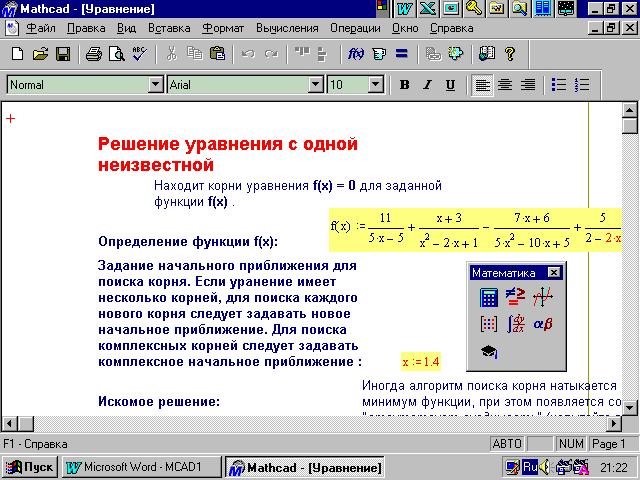 Mathcad - [Уравнение]
Файл Правка Вид Вставка Формат Вычисления Операции Окно Справка
ABC f(x) =
Normal Arial 10 B I U
Решение уравнения с одной
неизвестной
Находит корни уравнения f(x) = 0 для заданной
функции f(x) .
f(x) := 11/(5·x − 5) + (x + 3)/(x² − 2·x + 1) − (7·x + 6)/(5·x² − 10·x + 5) + 5/(2 − 2·x
Определение функции f(x):
Задание начального приближения для
поиска корня. Если уранение имеет
несколько корней, для поиска каждого
нового корня следует задавать новое
начальное приближение. Для поиска
комплексных корней следует задавать
комплексное начальное приближение :
x := 1.4
Математика
∫ dy/dx αβ
Иногда алгоритм поиска корня натыкается
Искомое решение:
минимум функции, при этом появляется со
F1 - Справка АВТО NUM Page 1
Пуск Microsoft Word - MCAD1 Mathcad - [Уравнение] Ru 21:22